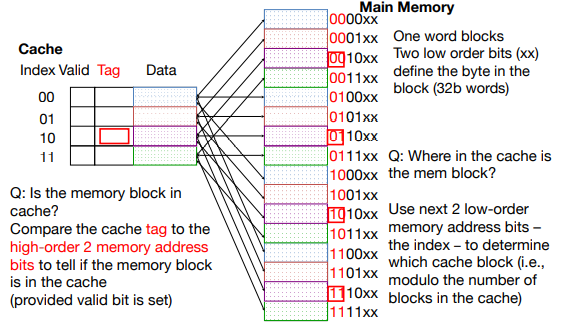 Main Memory
Cache
Index Valid Tag Data
00
01
10
11
0000xx
0001xx
0010xx
0011xx
0100xx
0101xx
0110xx
0111xx
1000xx
1001xx
1010xx
1011xx
1100xx
1101xx
1110xx
1111xx
One word blocks
Two low order bits (xx)
define the byte in the
block (32b words)
Q: Where in the cache is
the mem block?
Use next 2 low-order
memory address bits –
the index – to determine
which cache block (i.e.,
modulo the number of
blocks in the cache)
Q: Is the memory block in
cache?
Compare the cache tag to the
high-order 2 memory address
bits to tell if the memory block
is in the cache
(provided valid bit is set)